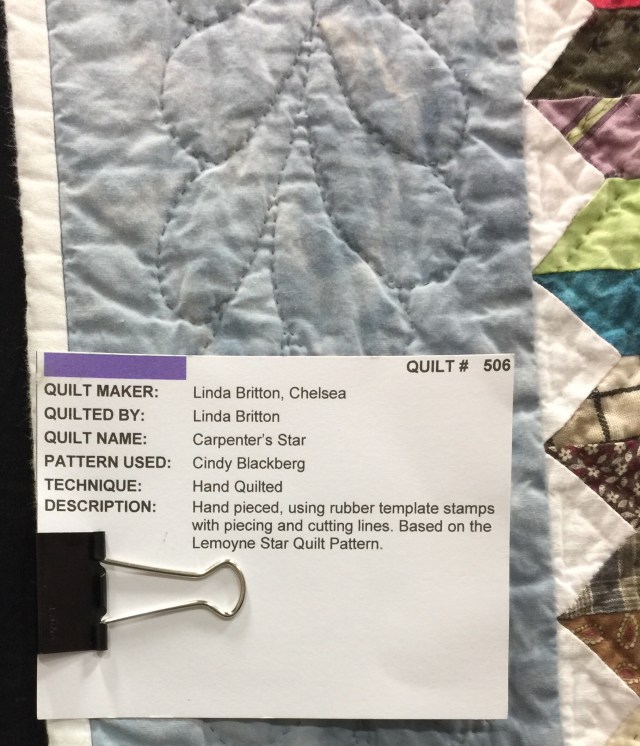 QUILT # 506
QUILT MAKER: Linda Britton, Chelsea
QUILTED BY: Linda Britton
QUILT NAME: Carpenter's Star
PATTERN USED: Cindy Blackberg
TECHNIQUE: Hand Quilted
DESCRIPTION: Hand pieced, using rubber template stamps
with piecing and cutting lines. Based on the
Lemoyne Star Quilt Pattern.